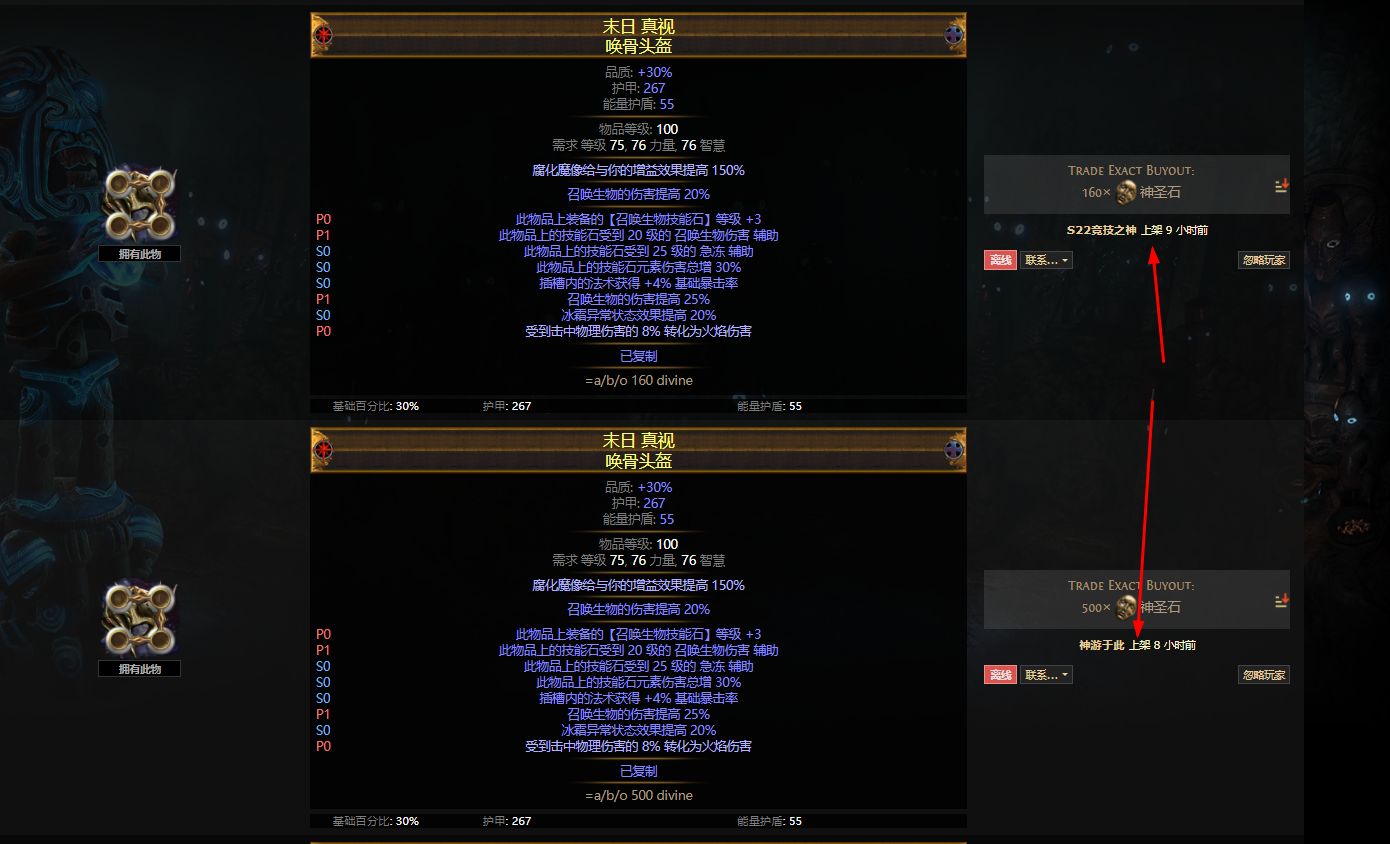 末日 真视
唤骨头盔
品质: +30%
护甲: 267
能量护盾: 55
物品等级: 100
需求 等级 75, 76 力量, 76 智慧
腐化魔像给与你的增益效果提高 150%
召唤生物的伤害提高 20%
P0 此物品上装备的【召唤生物技能石】等级 +3
P1 此物品上的技能石受到 20 级的 召唤生物伤害 辅助
S0 此物品上的技能石受到 25 级的 急冻 辅助
S0 此物品上的技能石元素伤害总增 30%
S0 插槽内的法术获得 +4% 基础暴击率
P1 召唤生物的伤害提高 25%
S0 冰霜异常状态效果提高 20%
P0 受到击中物理伤害的 8% 转化为火焰伤害
已复制
=a/b/o 160 divine
基础百分比: 30% 护甲: 267 能量护盾: 55
拥有此物
Trade Exact Buyout:
160× 神圣石
S22竞技之神 上架 9 小时前
离线 联系... 忽略玩家
末日 真视
唤骨头盔
品质: +30%
护甲: 267
能量护盾: 55
物品等级: 100
需求 等级 75, 76 力量, 76 智慧
腐化魔像给与你的增益效果提高 150%
召唤生物的伤害提高 20%
P0 此物品上装备的【召唤生物技能石】等级 +3
P1 此物品上的技能石受到 20 级的 召唤生物伤害 辅助
S0 此物品上的技能石受到 25 级的 急冻 辅助
S0 此物品上的技能石元素伤害总增 30%
S0 插槽内的法术获得 +4% 基础暴击率
P1 召唤生物的伤害提高 25%
S0 冰霜异常状态效果提高 20%
P0 受到击中物理伤害的 8% 转化为火焰伤害
已复制
=a/b/o 500 divine
基础百分比: 30% 护甲: 267 能量护盾: 55
拥有此物
Trade Exact Buyout:
500× 神圣石
神游于此 上架 8 小时前
离线 联系... 忽略玩家